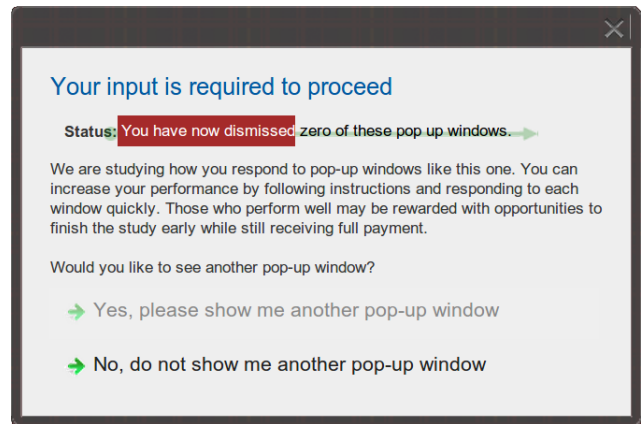 Your input is required to proceed
Status: You have now dismissed zero of these pop up windows.
We are studying how you respond to pop-up windows like this one. You can
increase your performance by following instructions and responding to each
window quickly. Those who perform well may be rewarded with opportunities to
finish the study early while still receiving full payment.
Would you like to see another pop-up window?
Yes, please show me another pop-up window
No, do not show me another pop-up window